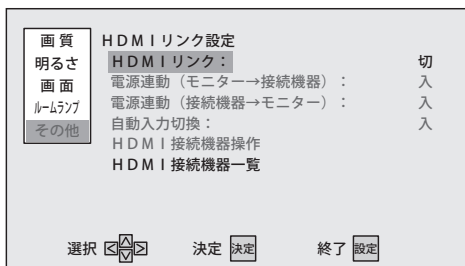 画質
明るさ
画面
ルームランプ
その他
HDMIリンク設定
HDMIリンク： 切
電源連動（モニター→接続機器）： 入
電源連動（接続機器→モニター）： 入
自動入力切換： 入
HDMI接続機器操作
HDMI接続機器一覧
選択 決定 決定 終了 設定